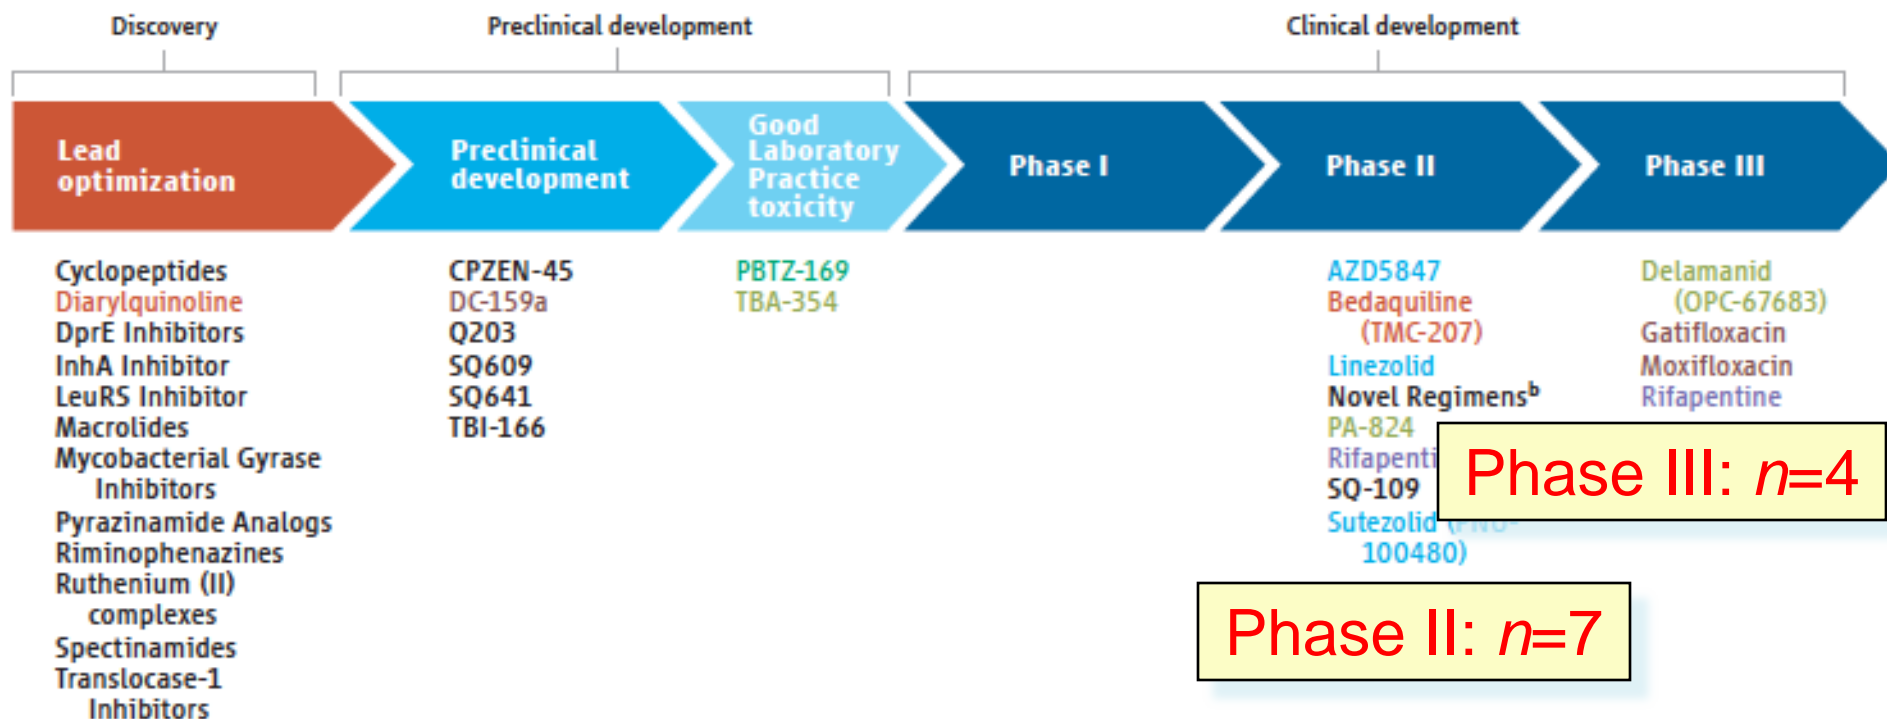 Discovery
Preclinical development
Clinical development
Lead
optimization
Preclinical
development
Good
Laboratory
Practice
toxicity
Phase I
Phase II
Phase III
Cyclopeptides
Diarylquinoline
DprE Inhibitors
InhA Inhibitor
LeuRS Inhibitor
Macrolides
Mycobacterial Gyrase
Inhibitors
Pyrazinamide Analogs
Riminophenazines
Ruthenium (II)
complexes
Spectinamides
Translocase-1
Inhibitors
CPZEN-45
DC-159a
Q203
SQ609
SQ641
TBI-166
PBTZ-169
TBA-354
AZD5847
Bedaquiline
(TMC-207)
Linezolid
Novel Regimensᵇ
PA-824
Rifapenti
SQ-109
Sutezolid (PNU-
100480)
Delamanid
(OPC-67683)
Gatifloxacin
Moxifloxacin
Rifapentine
Phase III: n=4
Phase II: n=7